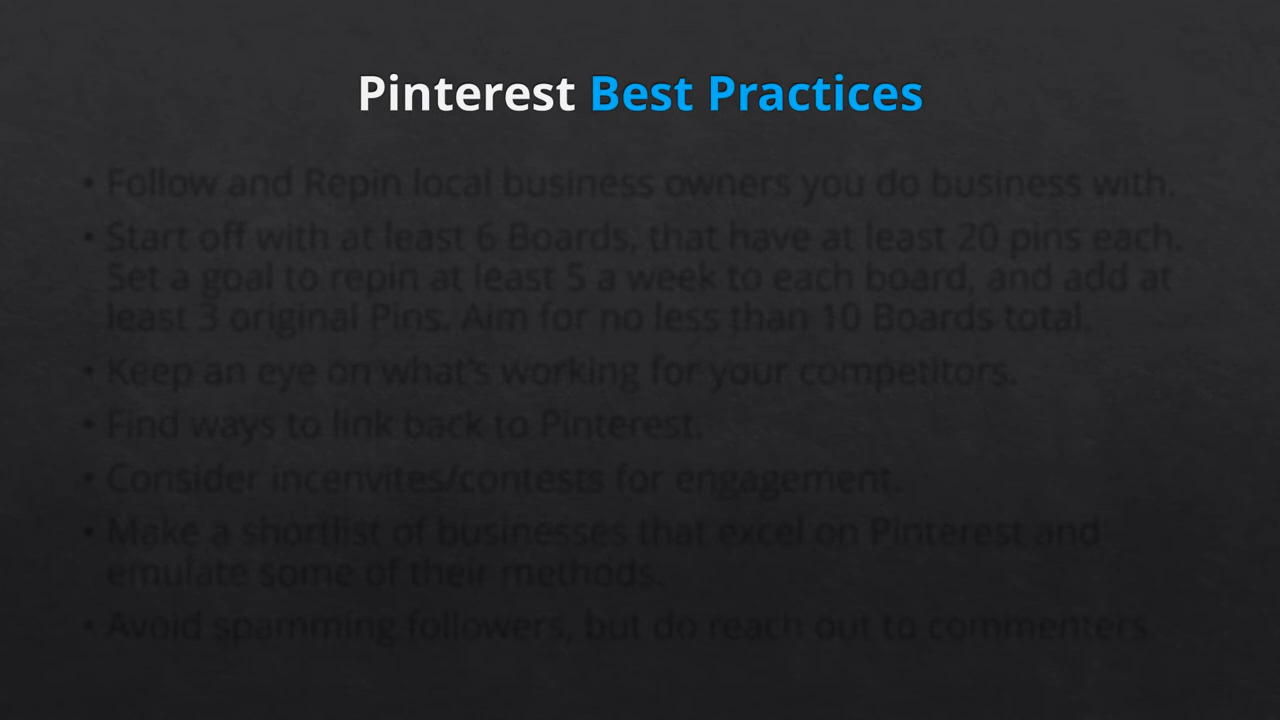 Pinterest Best Practices
• Follow and Repin local business owners you do business with.
• Start off with at least 6 Boards, that have at least 20 pins each.
Set a goal to repin at least 5 a week to each board, and add at
least 3 original Pins. Aim for no less than 10 Boards total.
• Keep an eye on what's working for your competitors.
• Find ways to link back to Pinterest.
• Consider incenvites/contests for engagement.
• Make a shortlist of businesses that excel on Pinterest and
emulate some of their methods.
• Avoid spamming followers, but do reach out to commenters